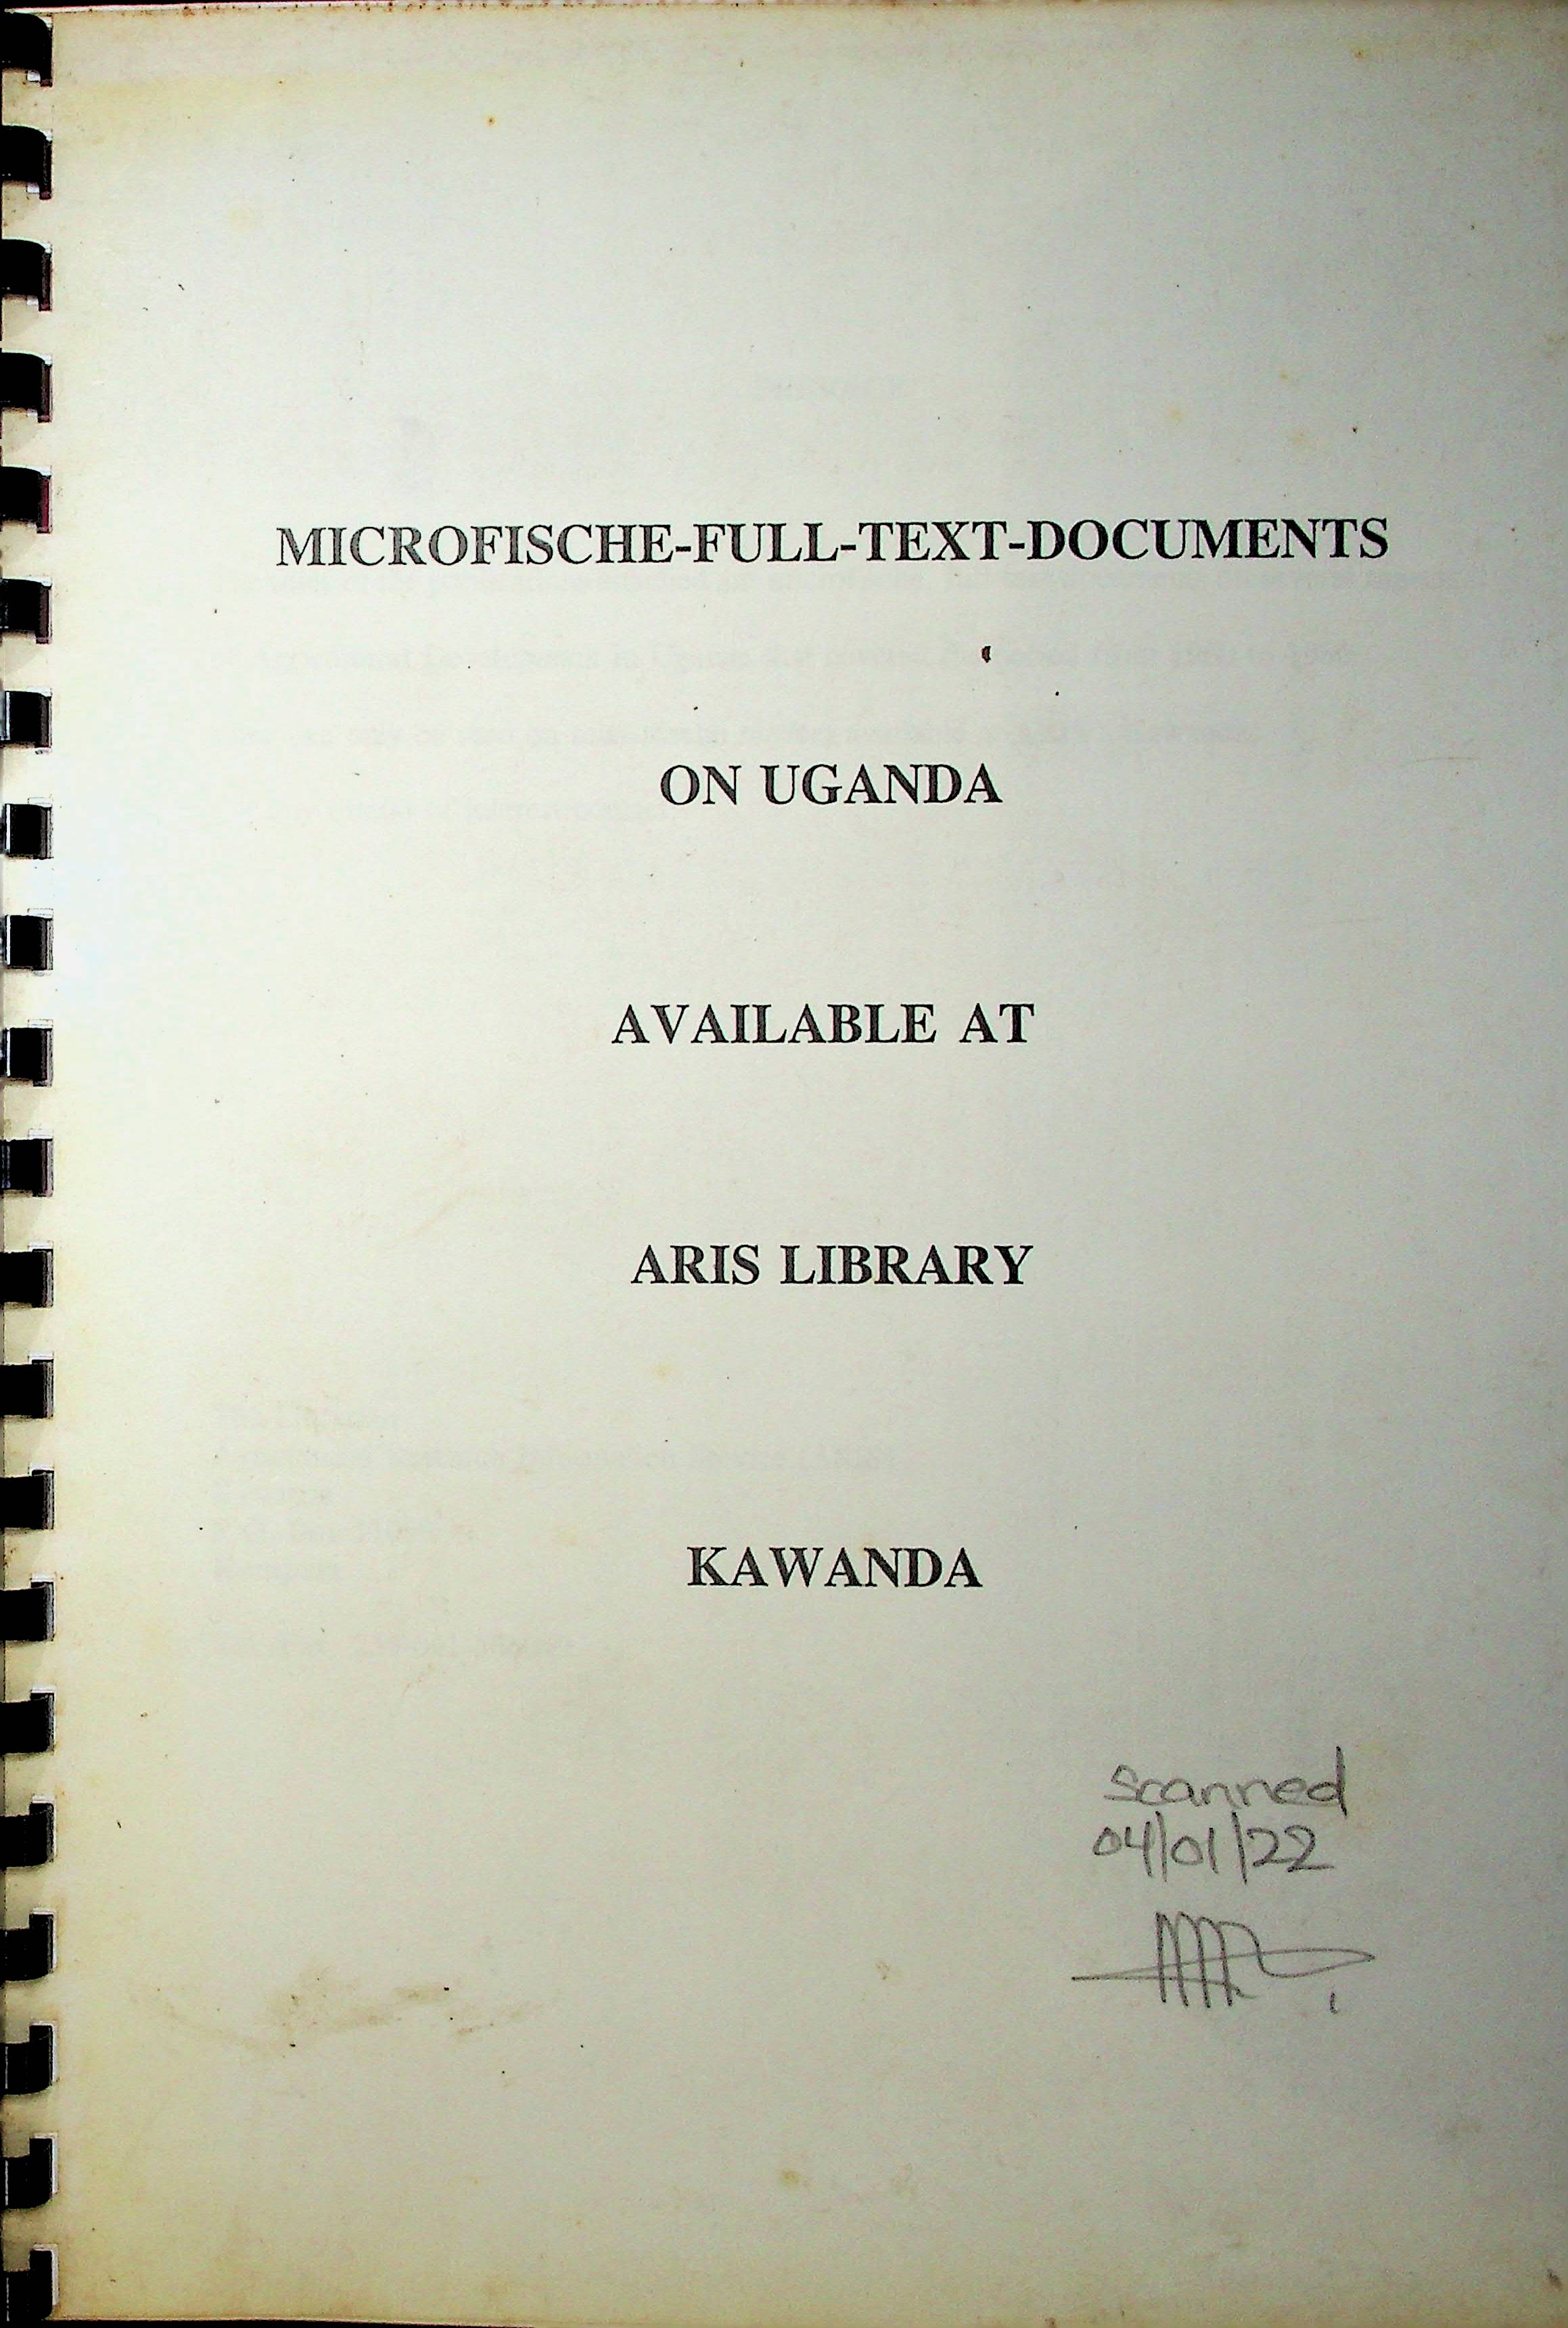 MICROFISCHE-FULL-TEXT-DOCUMENTS
ON UGANDA
AVAILABLE AT
ARIS LIBRARY
KAWANDA
Scanned
04/01/22